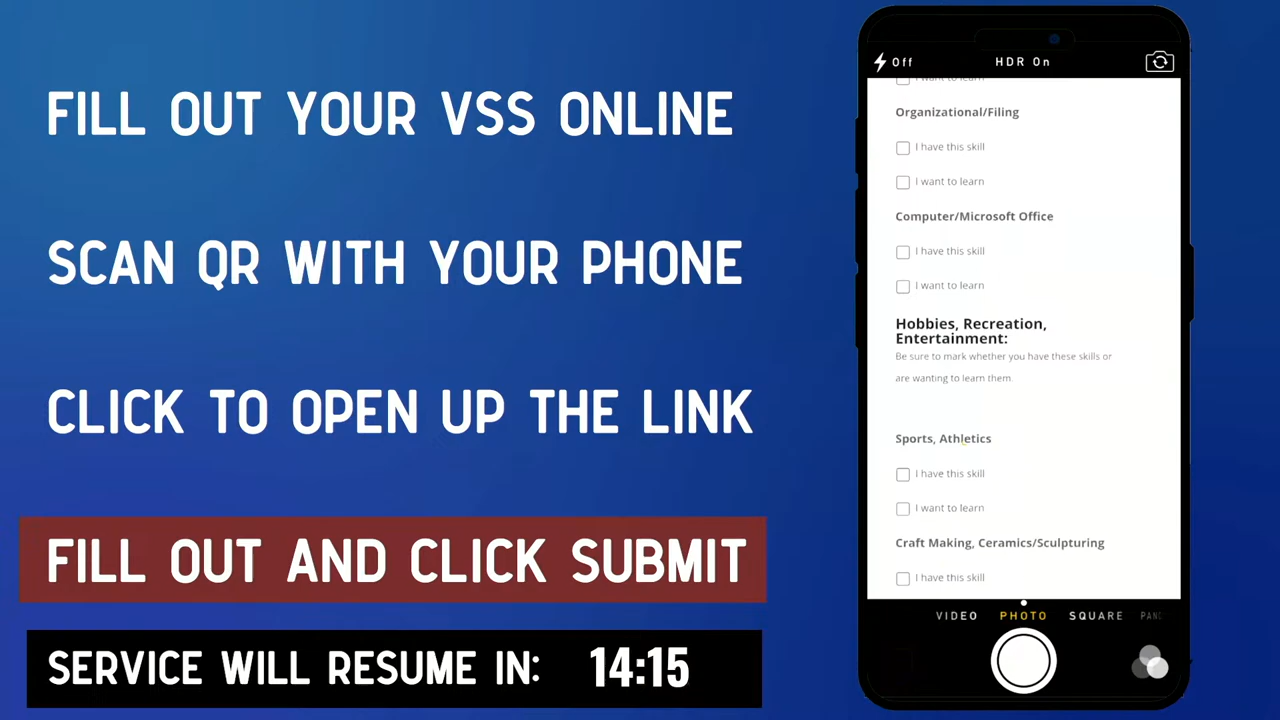 FILL OUT YOUR VSS ONLINE
SCAN QR WITH YOUR PHONE
CLICK TO OPEN UP THE LINK
FILL OUT AND CLICK SUBMIT
SERVICE WILL RESUME IN: 14:15
Off HDR On
I want to learn
Organizational/Filing
I have this skill
I want to learn
Computer/Microsoft Office
I have this skill
I want to learn
Hobbies, Recreation,
Entertainment:
Be sure to mark whether you have these skills or
are wanting to learn them.
Sports, Athletics
I have this skill
I want to learn
Craft Making, Ceramics/Sculpturing
I have this skill
VIDEO PHOTO SQUARE